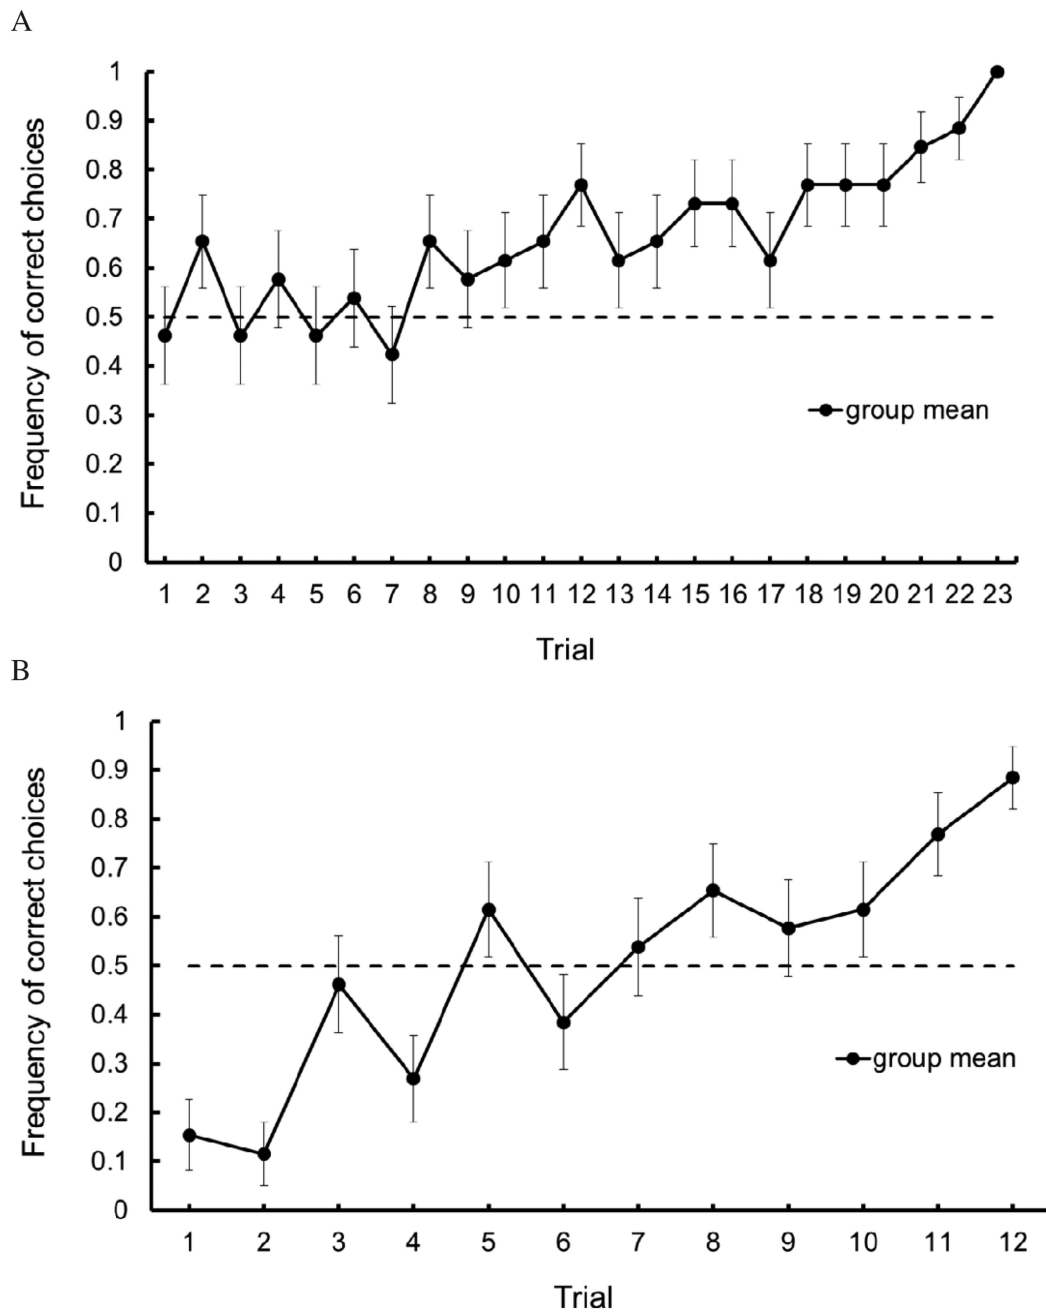 A
Frequency of correct choices
1
0.9
0.8
0.7
0.6
0.5
0.4
0.3
0.2
0.1
0
group mean
1 2 3 4 5 6 7 8 9 10 11 12 13 14 15 16 17 18 19 20 21 22 23
Trial
B
Frequency of correct choices
1
0.9
0.8
0.7
0.6
0.5
0.4
0.3
0.2
0.1
0
group mean
1 2 3 4 5 6 7 8 9 10 11 12
Trial